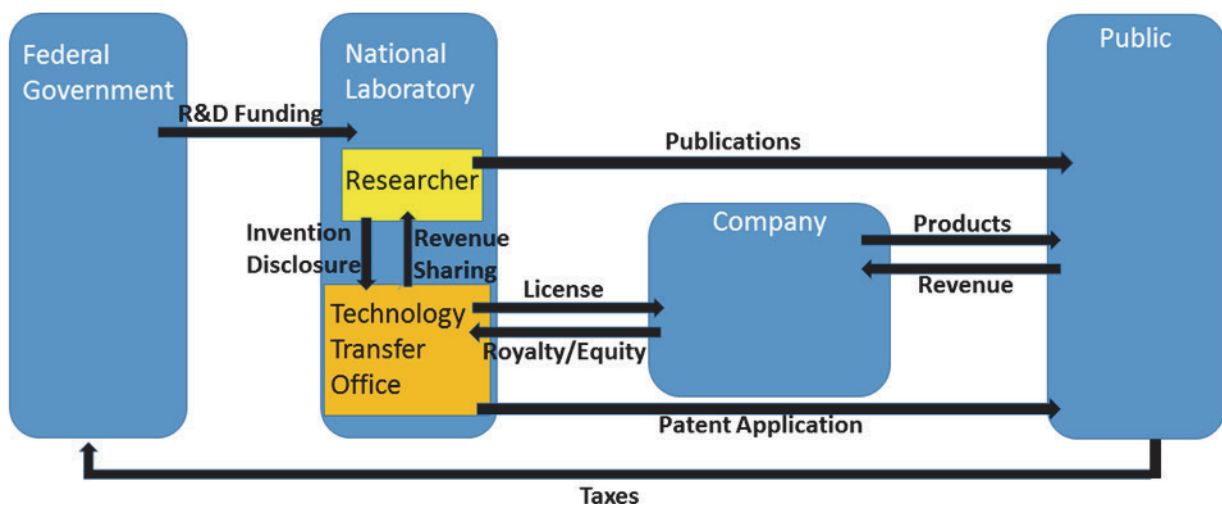 Federal
Government
National
Laboratory
Public
R&D Funding
Publications
Researcher
Company
Invention
Disclosure
Revenue
Sharing
Products
Revenue
License
Technology
Transfer
Office
Royalty/Equity
Patent Application
Taxes